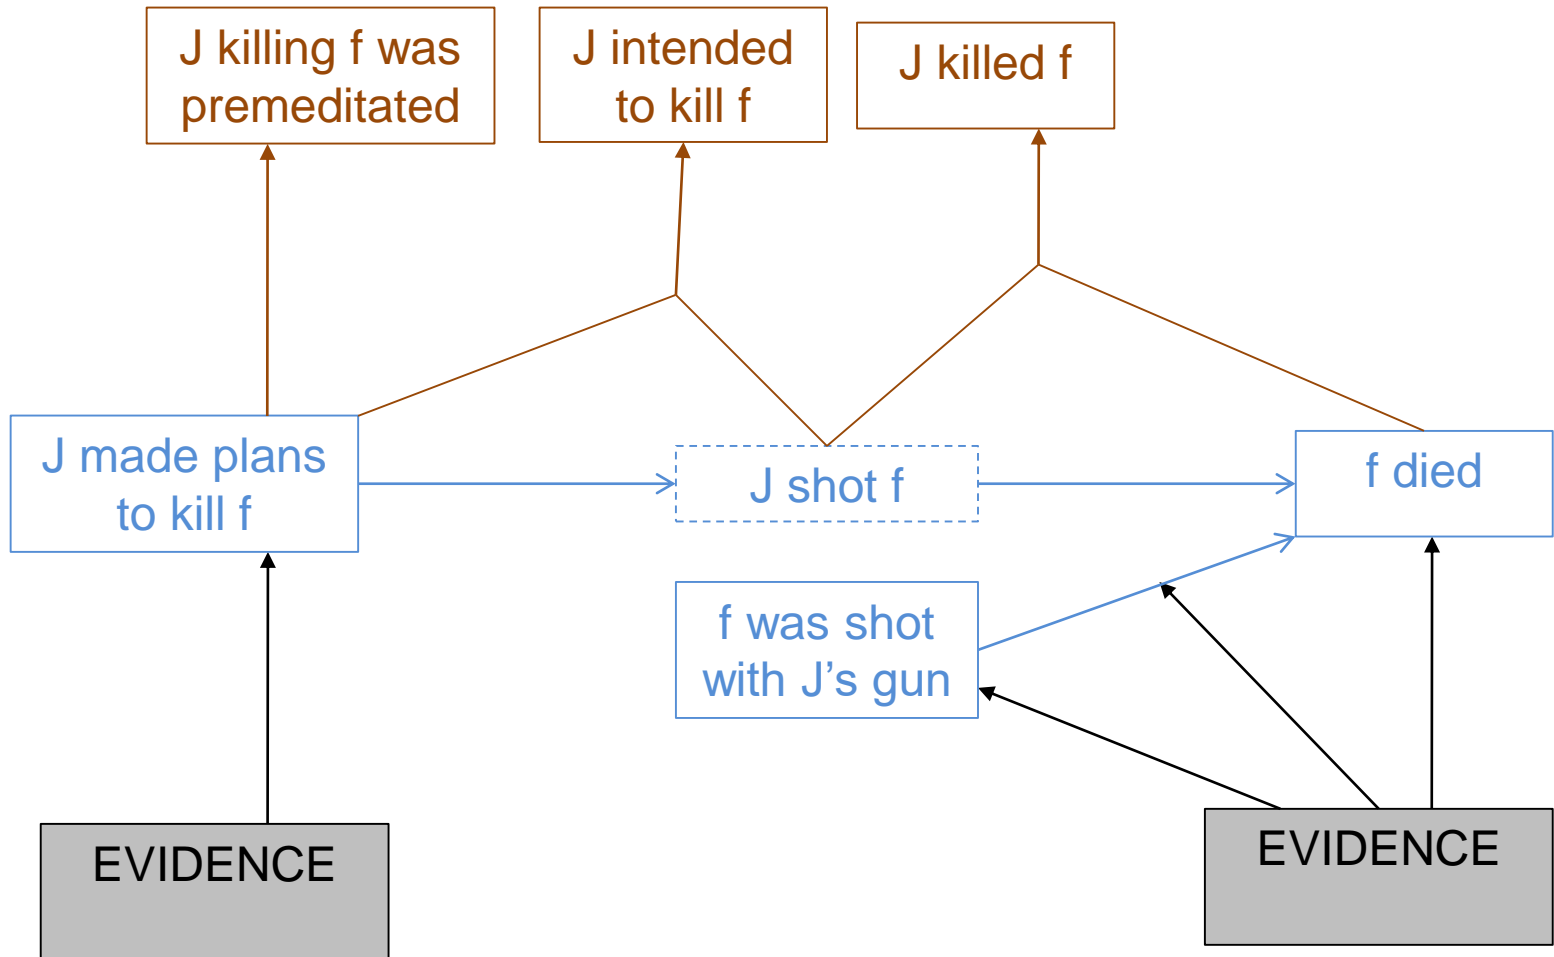 J killing f was
premeditated
J intended
to kill f
J killed f
J made plans
to kill f
J shot f
f died
f was shot
with J’s gun
EVIDENCE
EVIDENCE